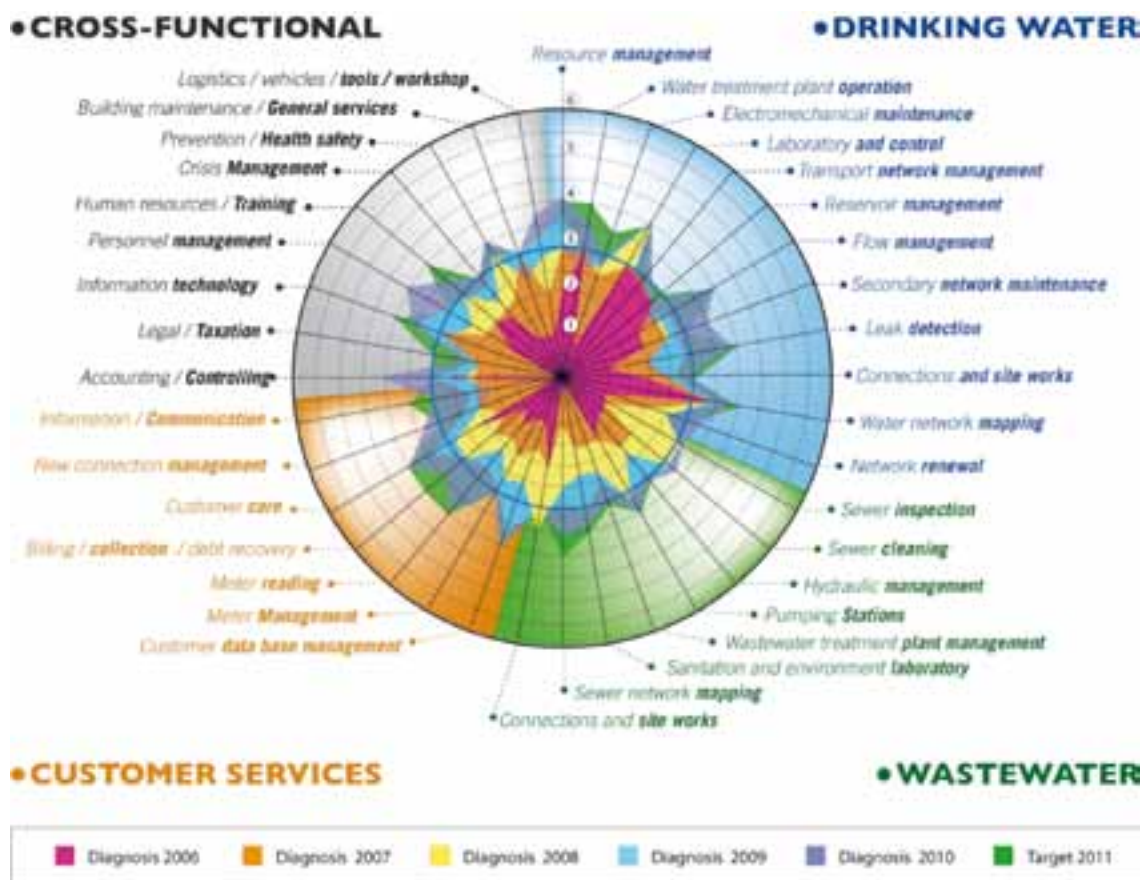 •CROSS-FUNCTIONAL
•DRINKING WATER
Resource management
Logistics / vehicles / tools / workshop
Water treatment plant operation
Building maintenance / General services
Electromechanical maintenance
Prevention / Health safety
Laboratory and control
Crisis Management
Transport network management
Human resources / Training
Reservoir management
Personnel management
Flow management
Information technology
Secondary network maintenance
Legal / Taxation
Leak detection
Accounting / Controlling
Connections and site works
Information / Communication
Water network mapping
New connection management
Network renewal
Customer care
Sewer inspection
Billing / collection / debt recovery
Sewer cleaning
Meter reading
Hydraulic management
Meter Management
Pumping Stations
Customer data base management
Wastewater treatment plant management
Sanitation and environment laboratory
Sewer network mapping
Connections and site works
6
5
4
3
2
1
•CUSTOMER SERVICES
•WASTEWATER
Diagnosis 2006 Diagnosis 2007 Diagnosis 2008 Diagnosis 2009 Diagnosis 2010 Target 2011